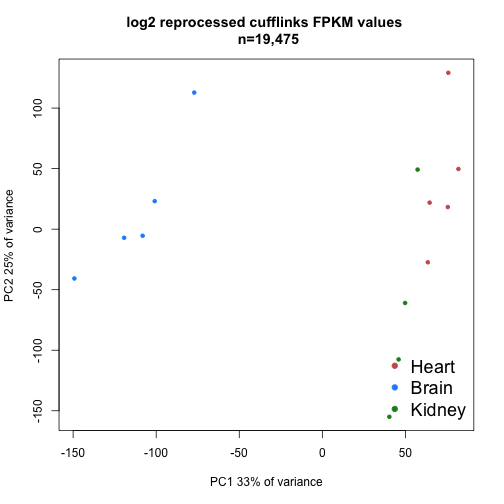 log2 reprocessed cufflinks FPKM values
n=19,475
100
50
0
-50
-100
-150
PC2 25% of variance
Heart
Brain
Kidney
-150 -100 -50 0 50
PC1 33% of variance